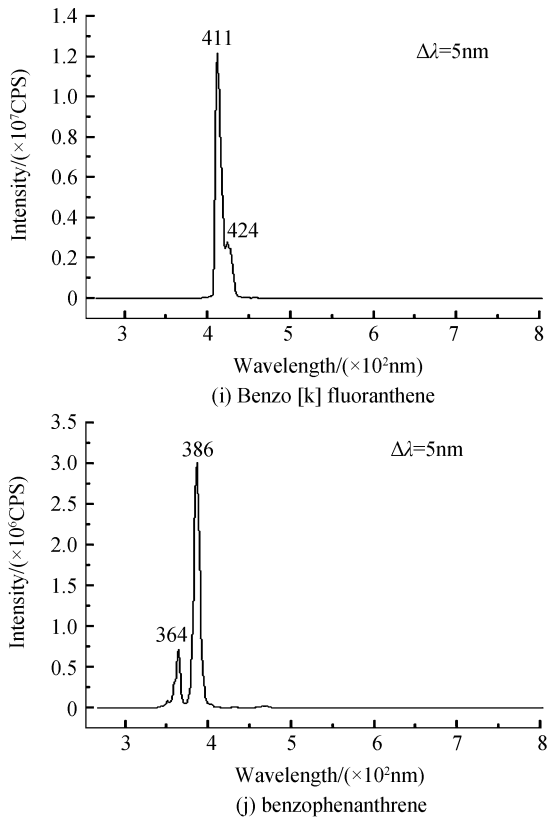 1.4
411
Δλ=5nm
1.2
1.0
0.8
0.6
0.4
424
0.2
0
Intensity/(×10⁷CPS)
3 4 5 6 7 8
Wavelength/(×10²nm)
(i) Benzo [k] fluoranthene
3.5
386
Δλ=5nm
3.0
2.5
2.0
1.5
1.0
364
0.5
0
Intensity/(×10⁶CPS)
3 4 5 6 7 8
Wavelength/(×10²nm)
(j) benzophenanthrene